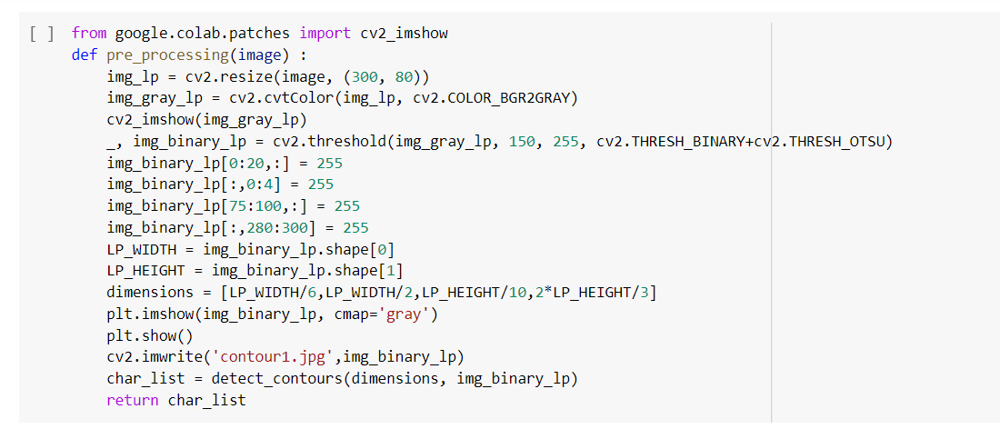 [ ] from google.colab.patches import cv2_imshow
def pre_processing(image) :
    img_lp = cv2.resize(image, (300, 80))
    img_gray_lp = cv2.cvtColor(img_lp, cv2.COLOR_BGR2GRAY)
    cv2_imshow(img_gray_lp)
    _, img_binary_lp = cv2.threshold(img_gray_lp, 150, 255, cv2.THRESH_BINARY+cv2.THRESH_OTSU)
    img_binary_lp[0:20,:] = 255
    img_binary_lp[:,0:4] = 255
    img_binary_lp[75:100,:] = 255
    img_binary_lp[:,280:300] = 255
    LP_WIDTH = img_binary_lp.shape[0]
    LP_HEIGHT = img_binary_lp.shape[1]
    dimensions = [LP_WIDTH/6,LP_WIDTH/2,LP_HEIGHT/10,2*LP_HEIGHT/3]
    plt.imshow(img_binary_lp, cmap='gray')
    plt.show()
    cv2.imwrite('contour1.jpg',img_binary_lp)
    char_list = detect_contours(dimensions, img_binary_lp)
    return char_list